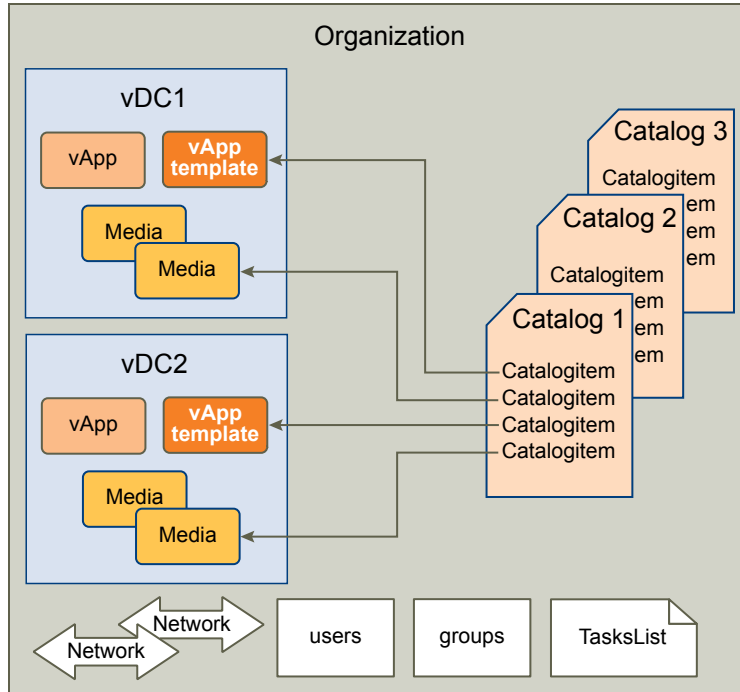 Organization
vDC1
vApp
vApp
template
Media
Media
vDC2
vApp
vApp
template
Media
Media
Catalog 3
Catalogitem
em
em
em
Catalog 2
Catalogitem
em
em
em
Catalog 1
Catalogitem
Catalogitem
Catalogitem
Catalogitem
Network
Network
users
groups
TasksList